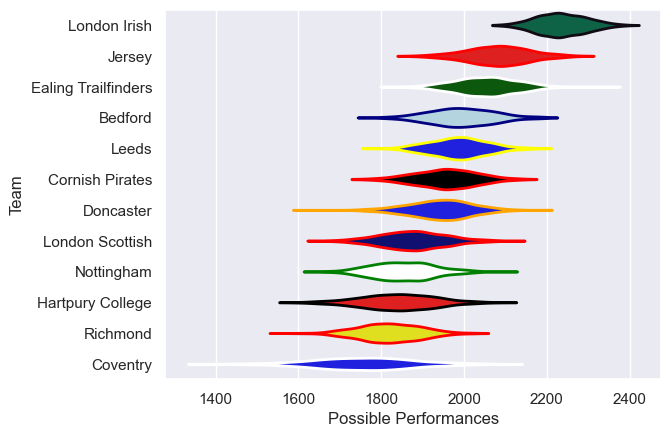 London Irish
Jersey
Ealing Trailfinders
Bedford
Leeds
Cornish Pirates
Doncaster
London Scottish
Nottingham
Hartpury College
Richmond
Coventry
Team
1400 1600 1800 2000 2200 2400
Possible Performances